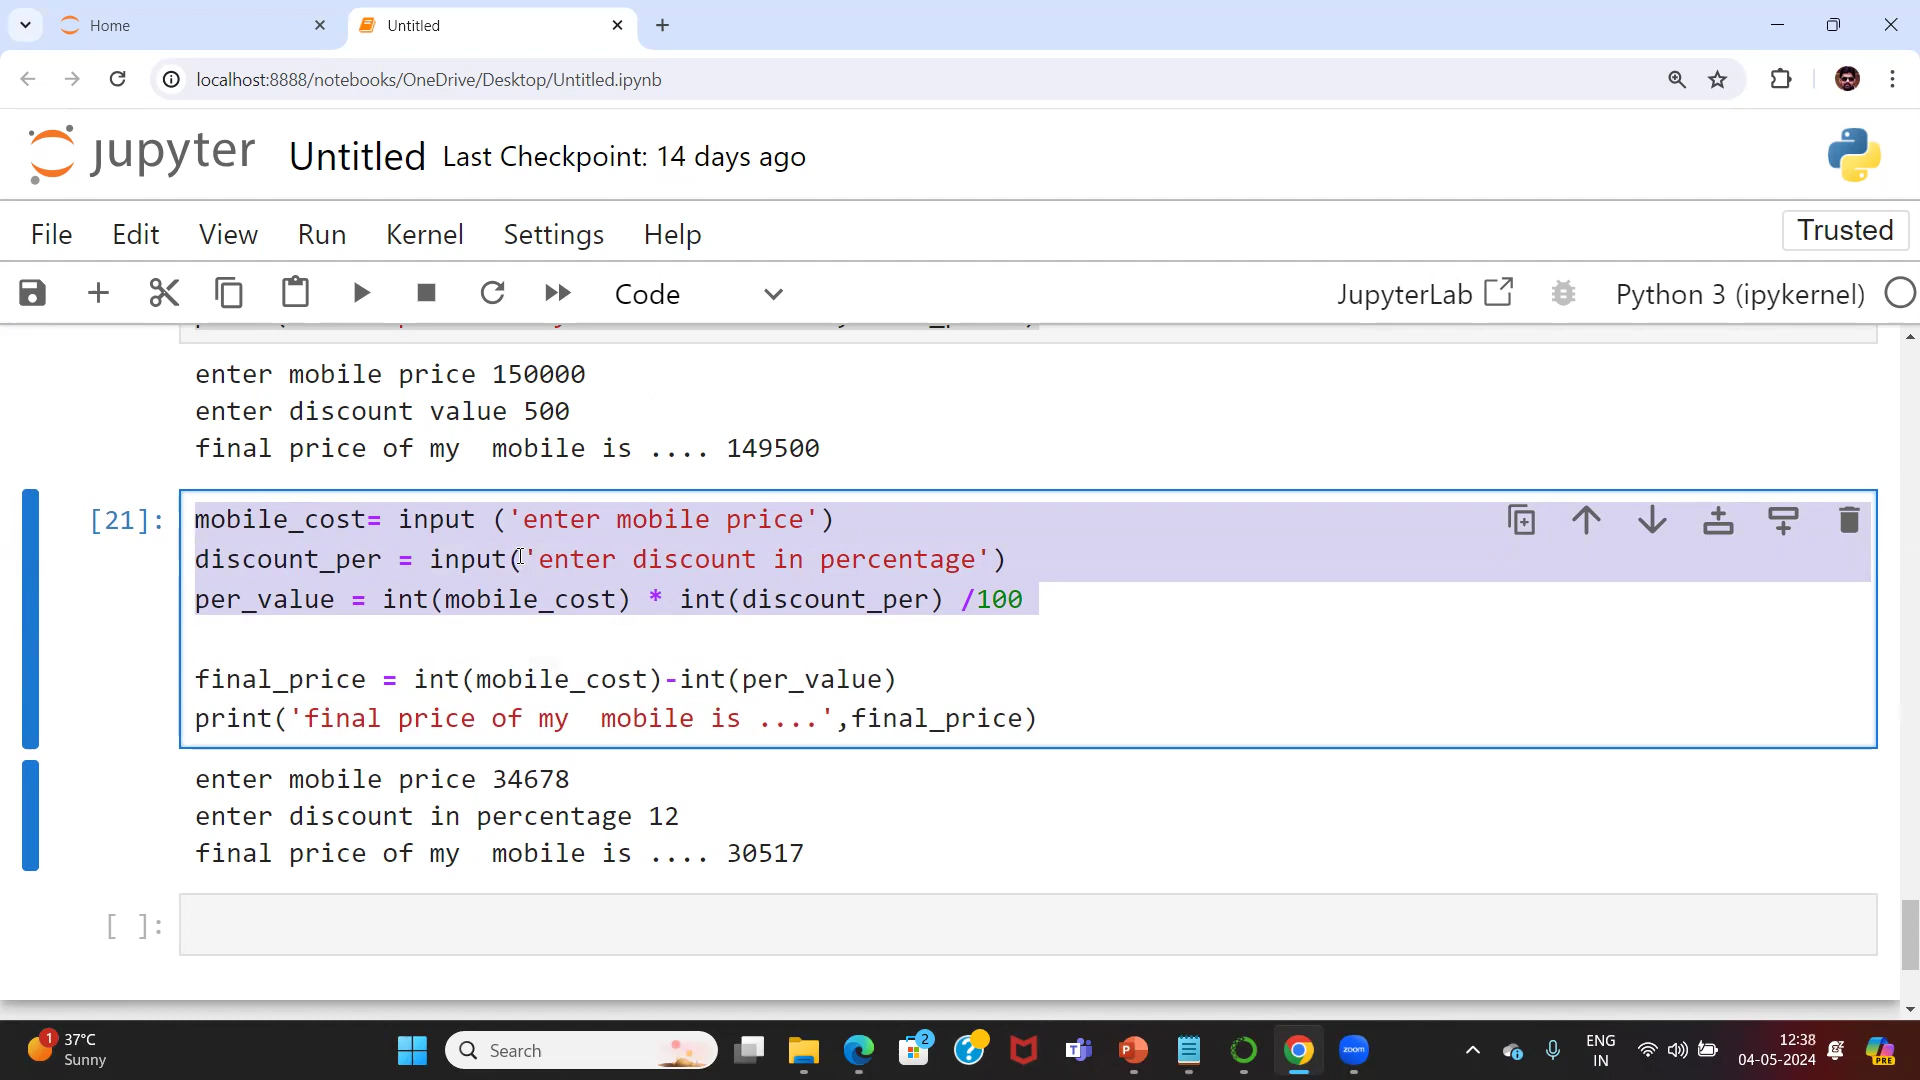 Home
Untitled
localhost:8888/notebooks/OneDrive/Desktop/Untitled.ipynb
jupyter Untitled Last Checkpoint: 14 days ago
File Edit View Run Kernel Settings Help Trusted
Code JupyterLab Python 3 (ipykernel)
enter mobile price 150000
enter discount value 500
final price of my  mobile is .... 149500
[21]: mobile_cost= input ('enter mobile price')
discount_per = input('enter discount in percentage')
per_value = int(mobile_cost) * int(discount_per) /100
final_price = int(mobile_cost)-int(per_value)
print('final price of my  mobile is ....',final_price)
enter mobile price 34678
enter discount in percentage 12
final price of my  mobile is .... 30517
[ ]:
1 37°C
Sunny
Search
2
zoom
ENG
IN
12:38
04-05-2024
PRE